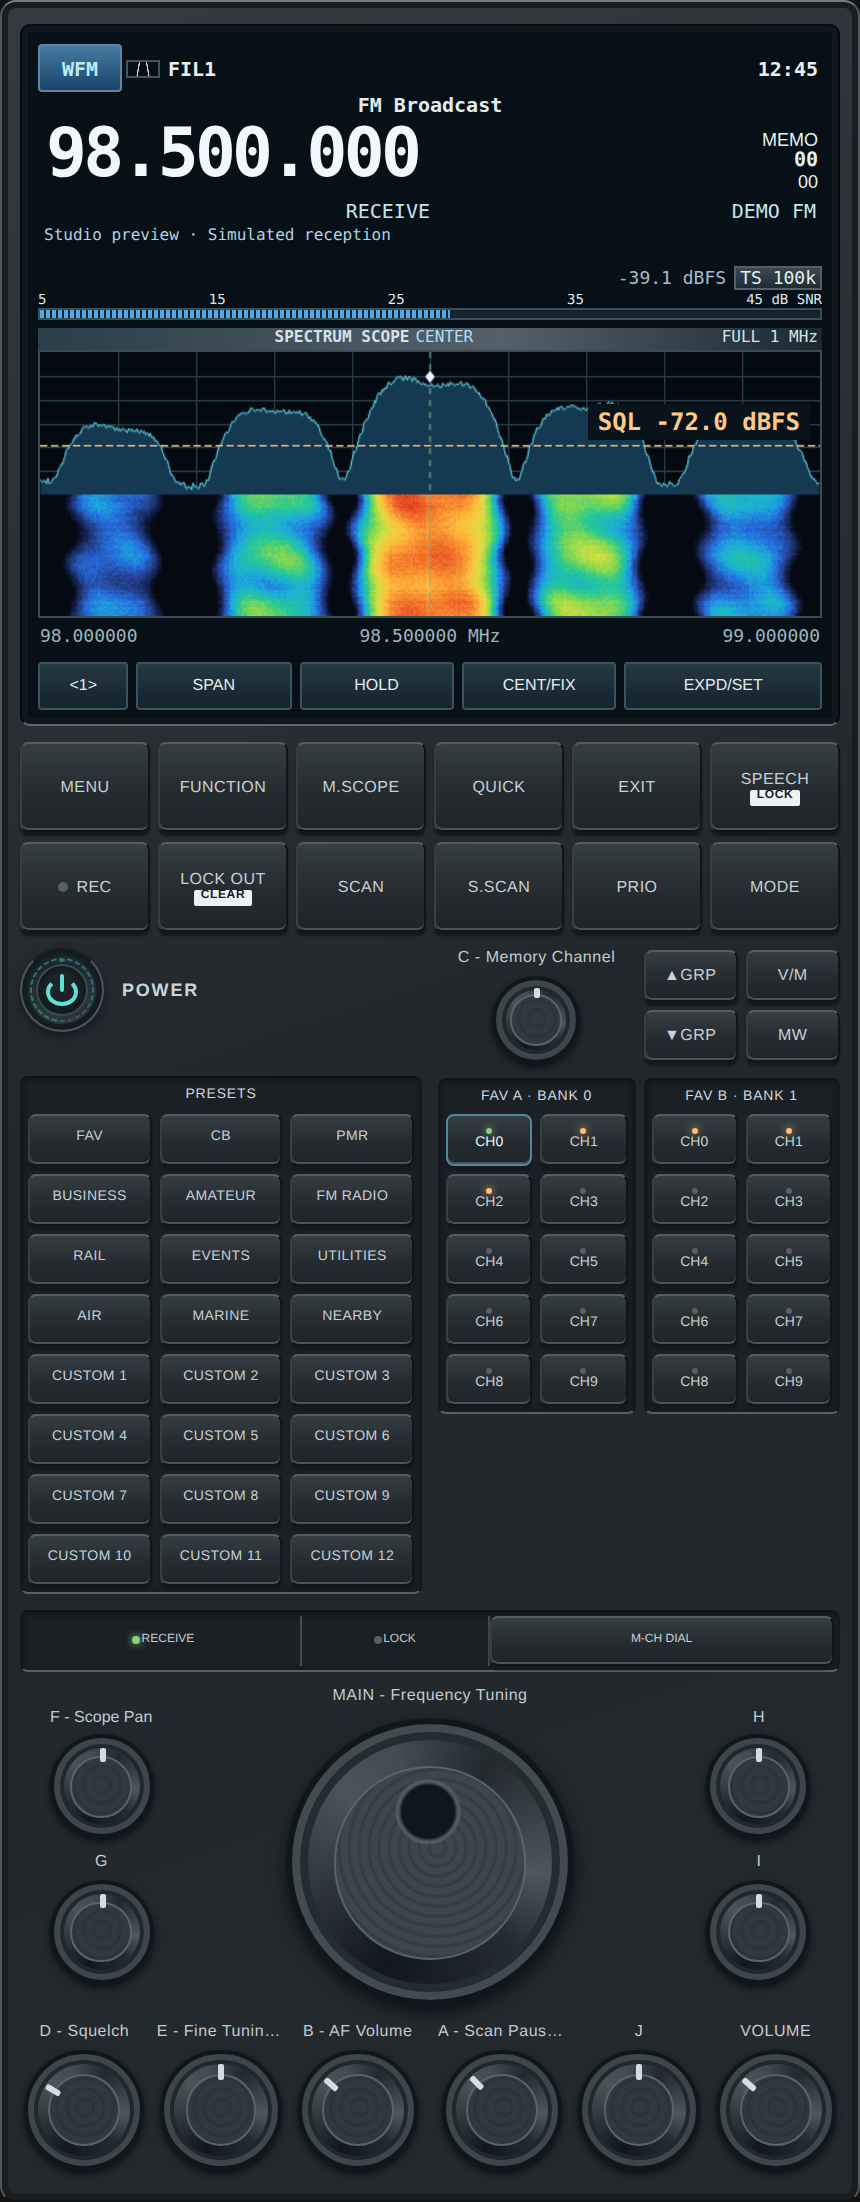 WFM FIL1 12:45
FM Broadcast
98.500.000
MEMO
00
00
RECEIVE DEMO FM
Studio preview · Simulated reception
-39.1 dBFS TS 100k
5 15 25 35 45 dB SNR
SPECTRUM SCOPE CENTER FULL 1 MHz
SQL -72.0 dBFS
98.000000 98.500000 MHz 99.000000
<1> SPAN HOLD CENT/FIX EXPD/SET
MENU FUNCTION M.SCOPE QUICK EXIT SPEECH
LOCK
REC LOCK OUT SCAN S.SCAN PRIO MODE
CLEAR
POWER
C - Memory Channel
▲GRP V/M
▼GRP MW
PRESETS
FAV CB PMR
BUSINESS AMATEUR FM RADIO
RAIL EVENTS UTILITIES
AIR MARINE NEARBY
CUSTOM 1 CUSTOM 2 CUSTOM 3
CUSTOM 4 CUSTOM 5 CUSTOM 6
CUSTOM 7 CUSTOM 8 CUSTOM 9
CUSTOM 10 CUSTOM 11 CUSTOM 12
FAV A · BANK 0
CH0 CH1
CH2 CH3
CH4 CH5
CH6 CH7
CH8 CH9
FAV B · BANK 1
CH0 CH1
CH2 CH3
CH4 CH5
CH6 CH7
CH8 CH9
RECEIVE LOCK M-CH DIAL
MAIN - Frequency Tuning
F - Scope Pan H
G I
D - Squelch E - Fine Tunin... B - AF Volume A - Scan Paus... J VOLUME